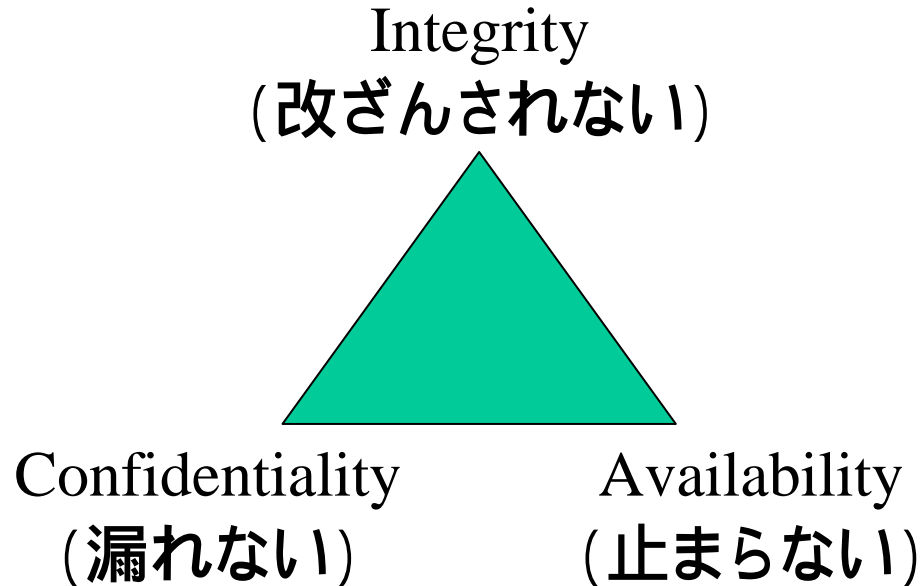 Integrity
(改ざんされない)
Confidentiality
(漏れない)
Availability
(止まらない)